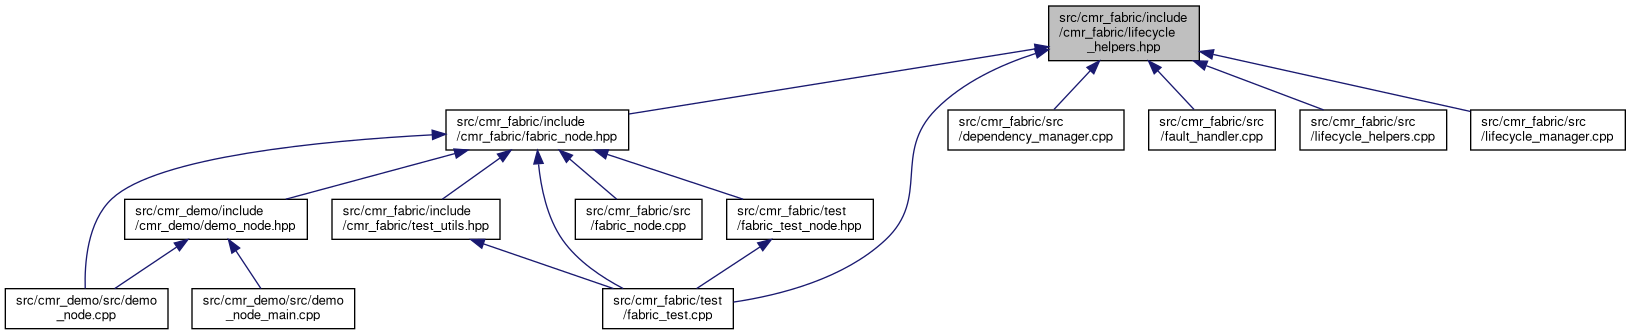 src/cmr_fabric/include
/cmr_fabric/lifecycle
_helpers.hpp
src/cmr_fabric/include
/cmr_fabric/fabric_node.hpp
src/cmr_fabric/src
/dependency_manager.cpp
src/cmr_fabric/src
/fault_handler.cpp
src/cmr_fabric/src
/lifecycle_helpers.cpp
src/cmr_fabric/src
/lifecycle_manager.cpp
src/cmr_demo/include
/cmr_demo/demo_node.hpp
src/cmr_fabric/include
/cmr_fabric/test_utils.hpp
src/cmr_fabric/src
/fabric_node.cpp
src/cmr_fabric/test
/fabric_test_node.hpp
src/cmr_demo/src/demo
_node.cpp
src/cmr_demo/src/demo
_node_main.cpp
src/cmr_fabric/test
/fabric_test.cpp